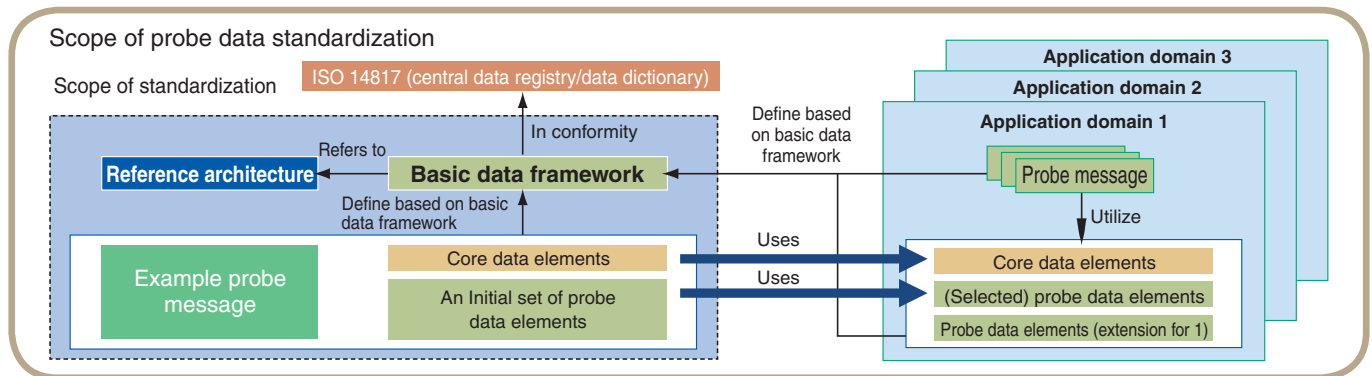 Scope of probe data standardization
Scope of standardization
ISO 14817 (central data registry/data dictionary)
In conformity
Refers to
Reference architecture
Basic data framework
Define based on basic
data framework
Example probe
message
Core data elements
An Initial set of probe
data elements
Define based
on basic data
framework
Uses
Uses
Application domain 3
Application domain 2
Application domain 1
Probe message
Utilize
Core data elements
(Selected) probe data elements
Probe data elements (extension for 1)